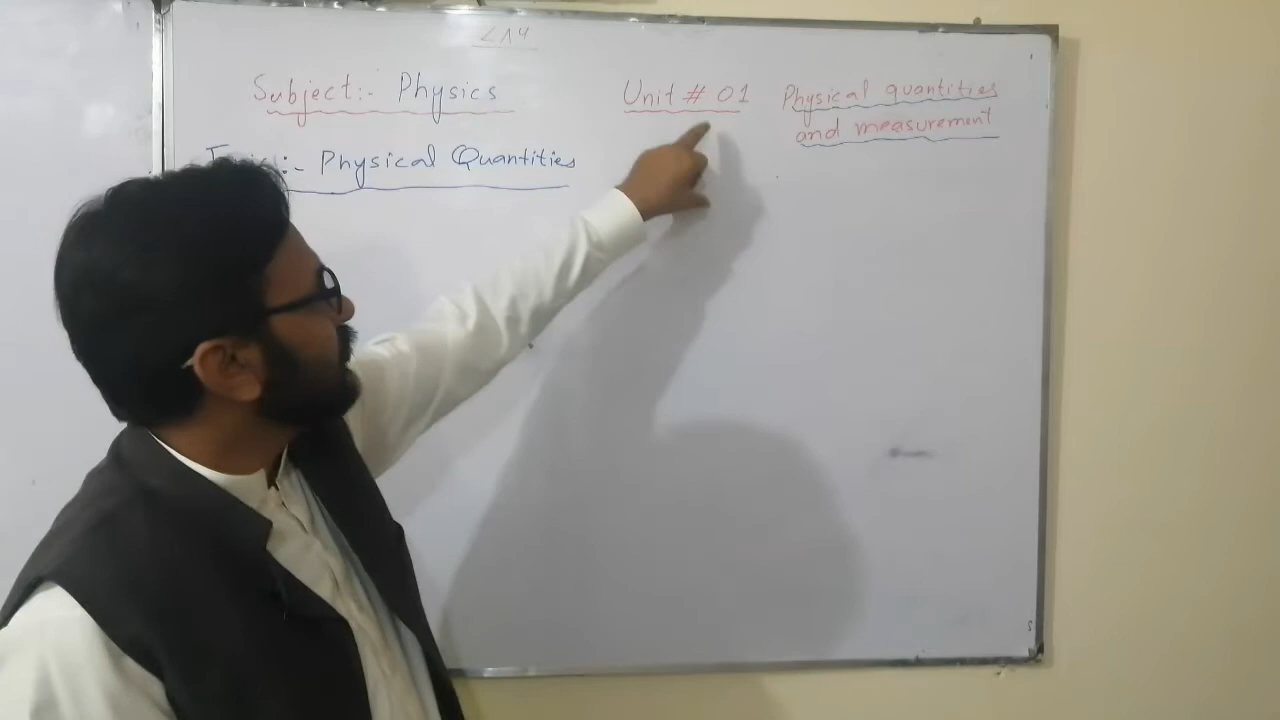 Subject:- Physics
Unit # 01
Physical quantities
and measurement
:- Physical Quantities